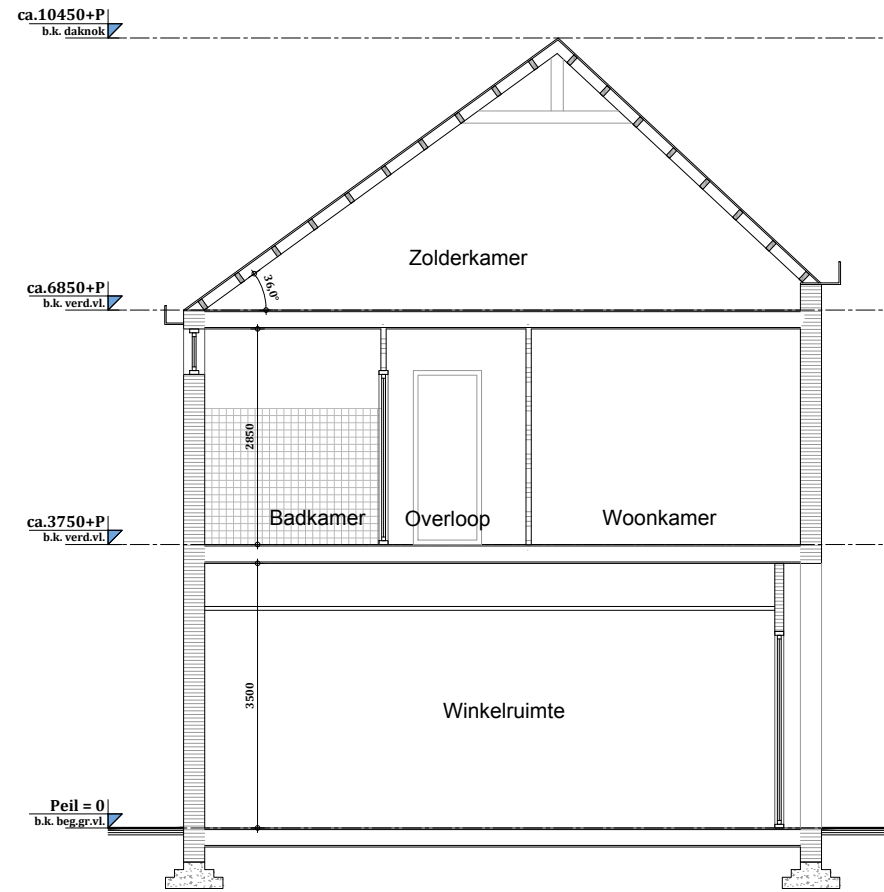 ca.10450+P
b.k. daknok
Zolderkamer
36,0°
ca.6850+P
b.k. verd.vl.
2850
Badkamer
Overloop
Woonkamer
ca.3750+P
b.k. verd.vl.
3500
Winkelruimte
Peil = 0
b.k. beg.gr.vl.